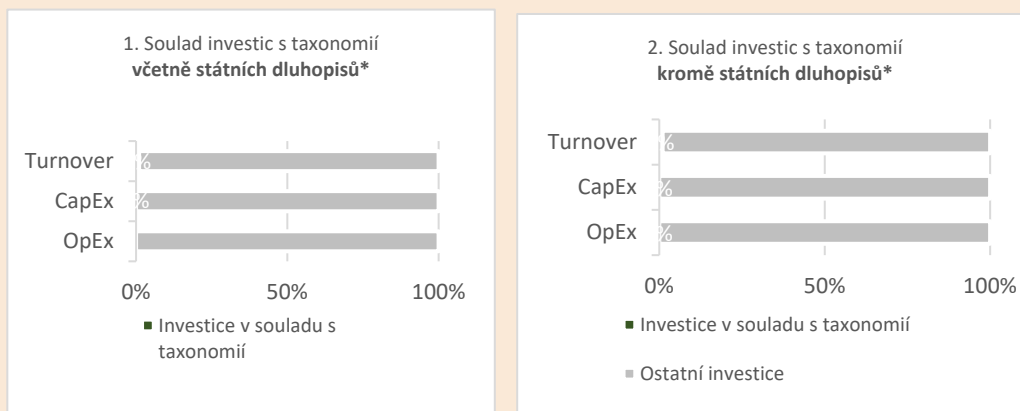 1. Soulad investic s taxonomií
včetně státních dluhopisů*
Turnover
%
CapEx
%
OpEx
0% 50% 100%
Investice v souladu s
taxonomií
2. Soulad investic s taxonomií
kromě státních dluhopisů*
Turnover
%
CapEx
%
OpEx
%
0% 50% 100%
Investice v souladu s taxonomií
Ostatní investice